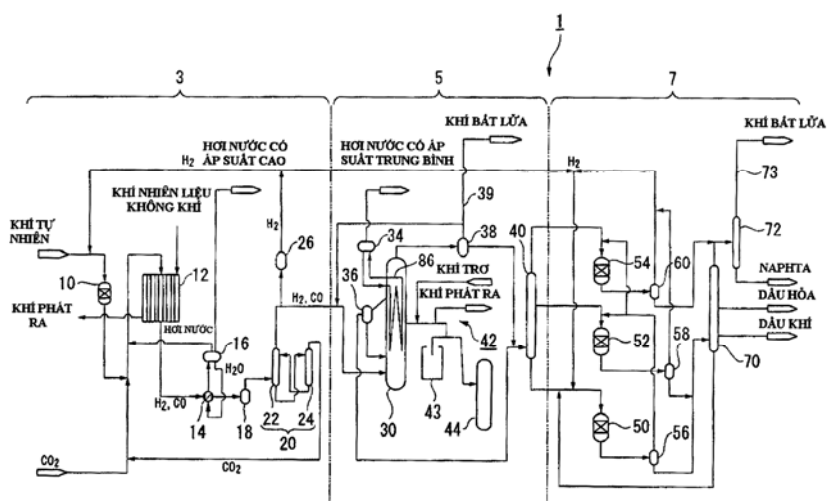 1
3
5
7
KHÍ BẮT LỬA
KHÍ BẮT LỬA
HƠI NƯỚC CÓ
ÁP SUẤT CAO
HƠI NƯỚC CÓ ÁP
SUẤT TRUNG BÌNH
H₂
H₂
KHÍ NHIÊN LIỆU
KHÔNG KHÍ
39
73
KHÍ TỰ
NHIÊN
H₂
26
34
38
40
72
10
12
36
86
KHÍ TRƠ
54
60
NAPHTA
KHÍ PHÁT
RA
HƠI NƯỚC
H₂, CO
KHÍ PHÁT RA
DẦU HỎA
16
42
52
58
DẦU KHÍ
H₂O
70
H₂, CO
14
18
22
24
20
30
43
44
50
56
CO₂
CO₂